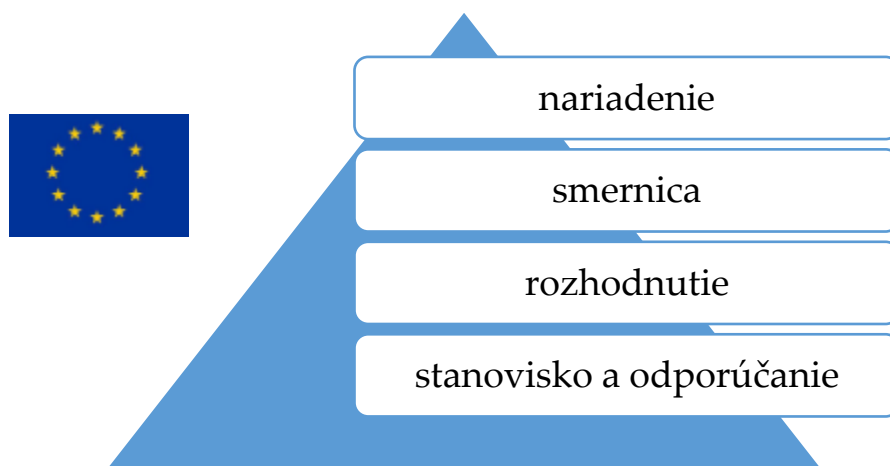 nariadenie
smernica
rozhodnutie
stanovisko a odporúčanie